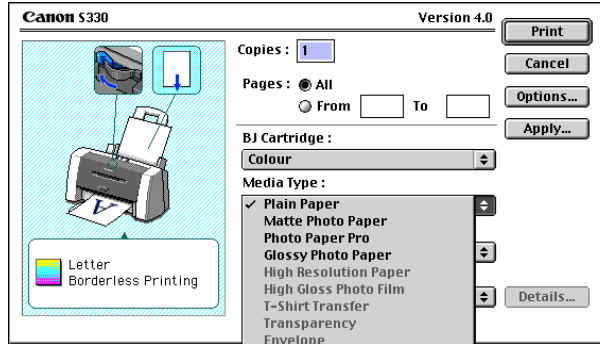 Canon S330
Version 4.0
Print
Cancel
Options...
Apply...
Copies : 1
Pages : All
From To
BJ Cartridge :
Colour
Media Type :
✓ Plain Paper
Matte Photo Paper
Photo Paper Pro
Glossy Photo Paper
High Resolution Paper
High Gloss Photo Film
T-Shirt Transfer
Transparency
Envelope
Details...
A
Letter
Borderless Printing